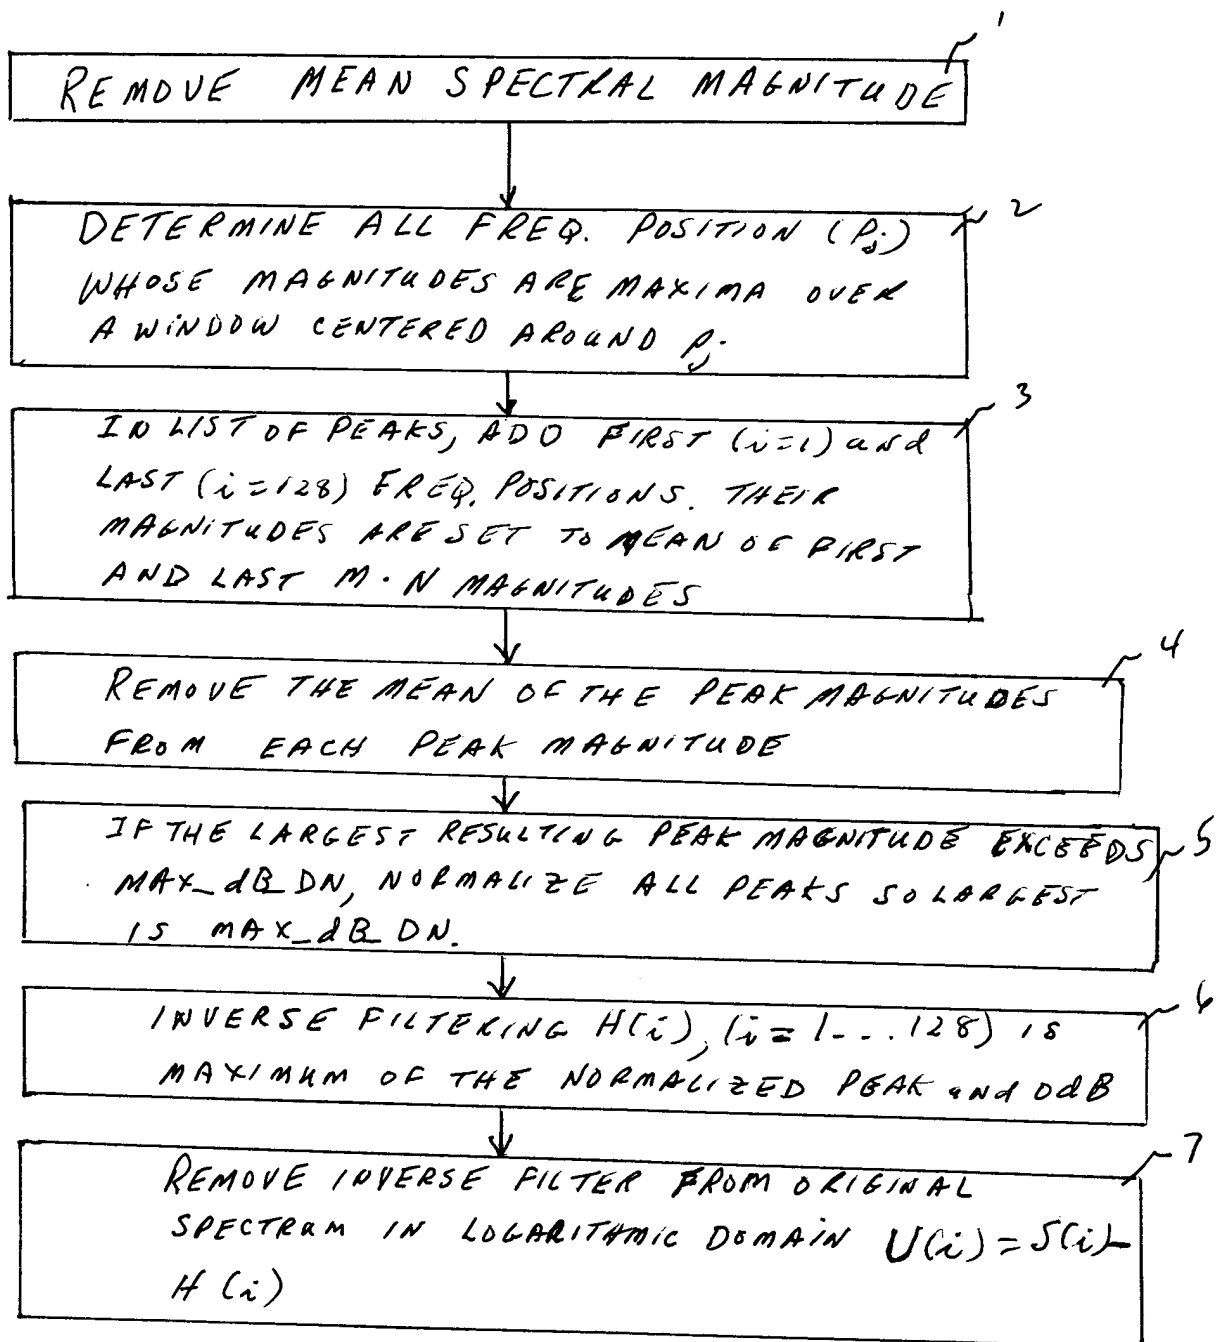 1
REMOVE MEAN SPECTRAL MAGNITUDE
2
DETERMINE ALL FREQ. POSITION (Pj)
WHOSE MAGNITUDES ARE MAXIMA OVER
A WINDOW CENTERED AROUND Pj.
3
IN LIST OF PEAKS, ADD FIRST (i=1) and
LAST (i=128) FREQ. POSITIONS. THEIR
MAGNITUDES ARE SET TO MEAN OF FIRST
AND LAST M·N MAGNITUDES
4
REMOVE THE MEAN OF THE PEAK MAGNITUDES
FROM EACH PEAK MAGNITUDE
5
IF THE LARGEST RESULTING PEAK MAGNITUDE EXCEEDS
MAX_dB_DN, NORMALIZE ALL PEAKS SO LARGEST
IS MAX_dB_DN.
6
INVERSE FILTERING H(i), (i=1--..128) IS
MAXIMUM OF THE NORMALIZED PEAK and 0dB
7
REMOVE INVERSE FILTER FROM ORIGINAL
SPECTRUM IN LOGARITHMIC DOMAIN U(i)=S(i)-
H(i)